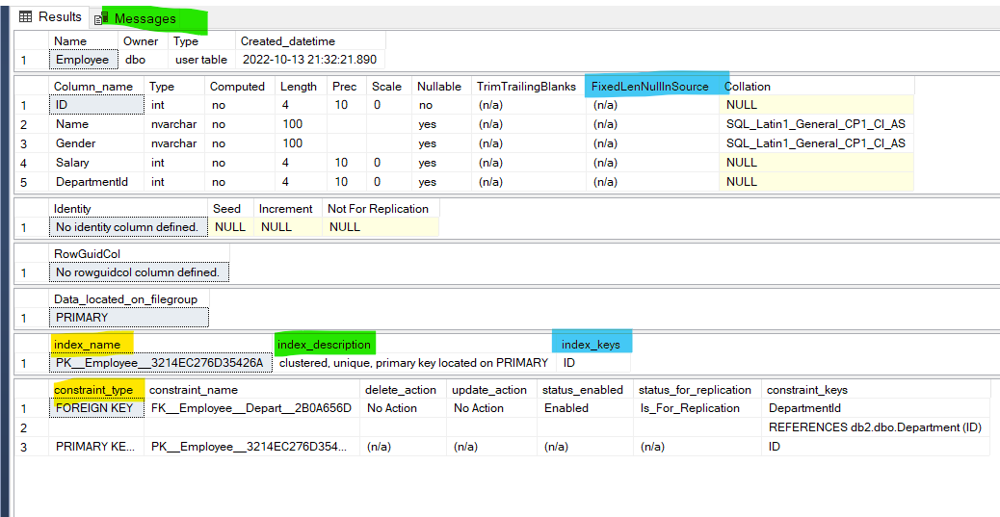 Results Messages
Name Owner Type Created_datetime
1 Employee dbo user table 2022-10-13 21:32:21.890
Column_name Type Computed Length Prec Scale Nullable TrimTrailingBlanks FixedLenNullInSource Collation
1 ID int no 4 10 0 no (n/a) (n/a) NULL
2 Name nvarchar no 100 yes (n/a) (n/a) SQL_Latin1_General_CP1_CI_AS
3 Gender nvarchar no 100 yes (n/a) (n/a) SQL_Latin1_General_CP1_CI_AS
4 Salary int no 4 10 0 yes (n/a) (n/a) NULL
5 DepartmentId int no 4 10 0 yes (n/a) (n/a) NULL
Identity Seed Increment Not For Replication
1 No identity column defined. NULL NULL NULL
RowGuidCol
1 No rowguidcol column defined.
Data_located_on_filegroup
1 PRIMARY
index_name index_description index_keys
1 PK__Employee__3214EC276D35426A clustered, unique, primary key located on PRIMARY ID
constraint_type constraint_name delete_action update_action status_enabled status_for_replication constraint_keys
1 FOREIGN KEY FK__Employee__Depart__2B0A656D No Action No Action Enabled Is_For_Replication DepartmentId
2 REFERENCES db2.dbo.Department (ID)
3 PRIMARY KE... PK__Employee__3214EC276D354... (n/a) (n/a) (n/a) (n/a) ID